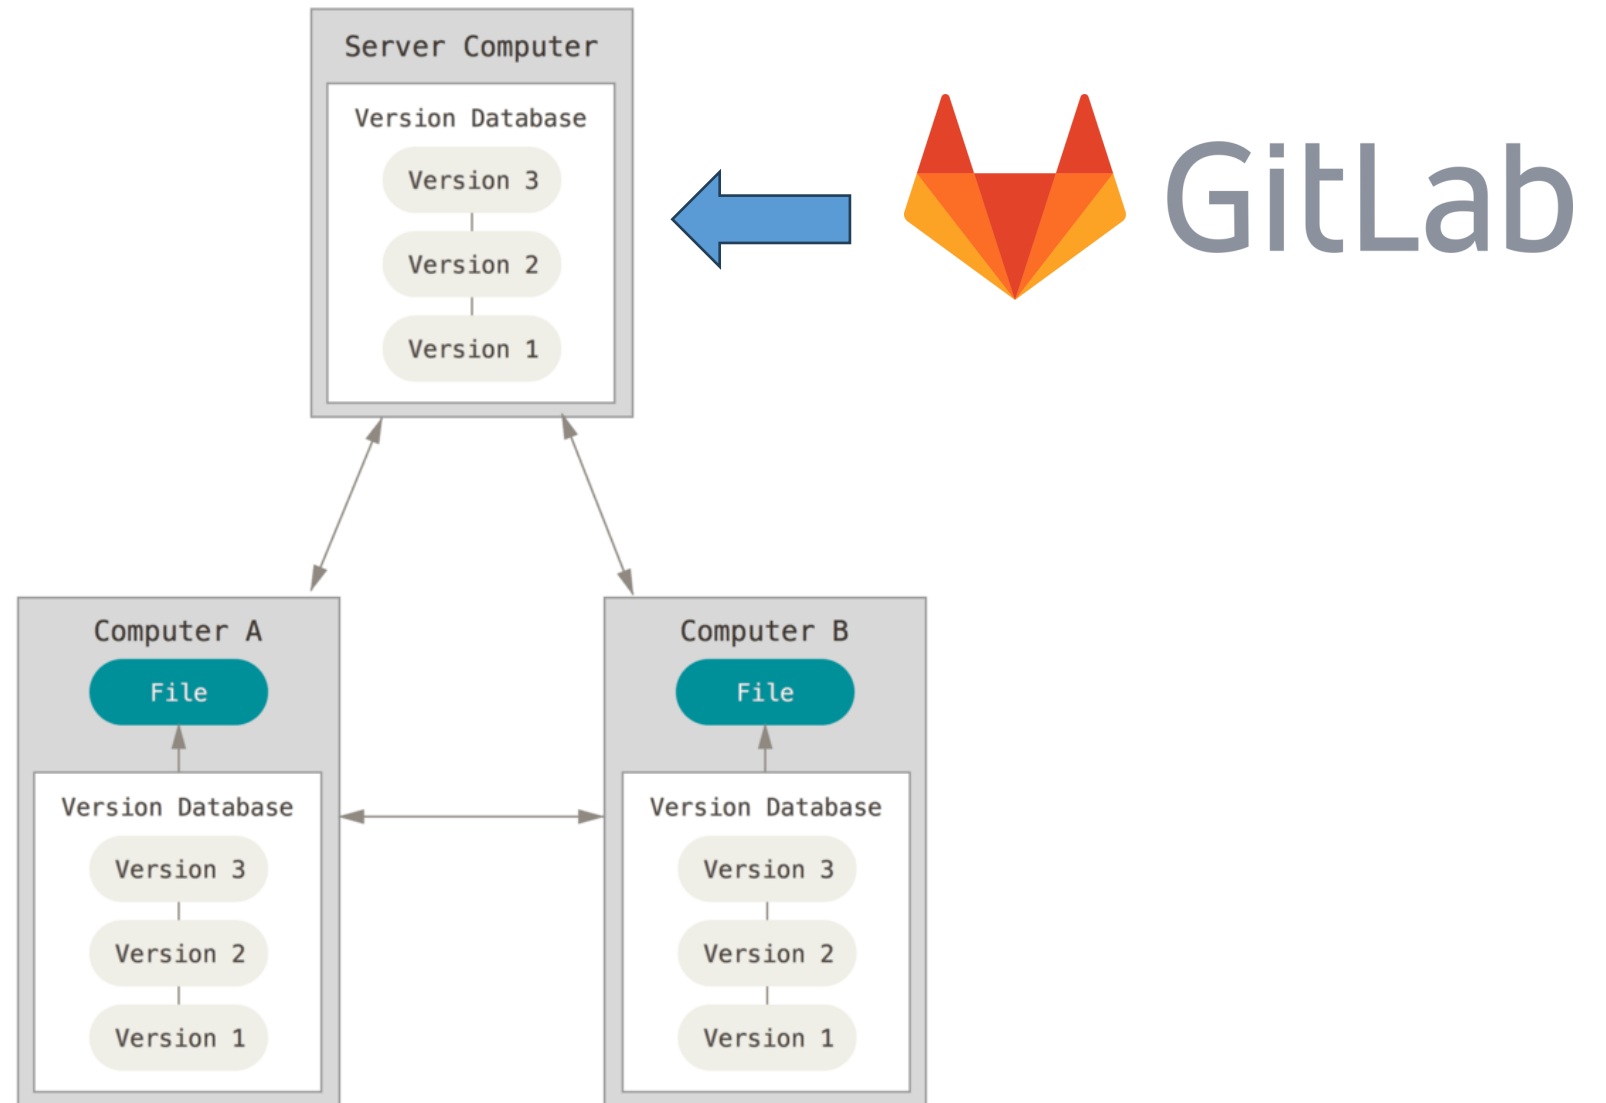 Server Computer
Version Database
Version 3
Version 2
Version 1
GitLab
Computer A
File
Version Database
Version 3
Version 2
Version 1
Computer B
File
Version Database
Version 3
Version 2
Version 1